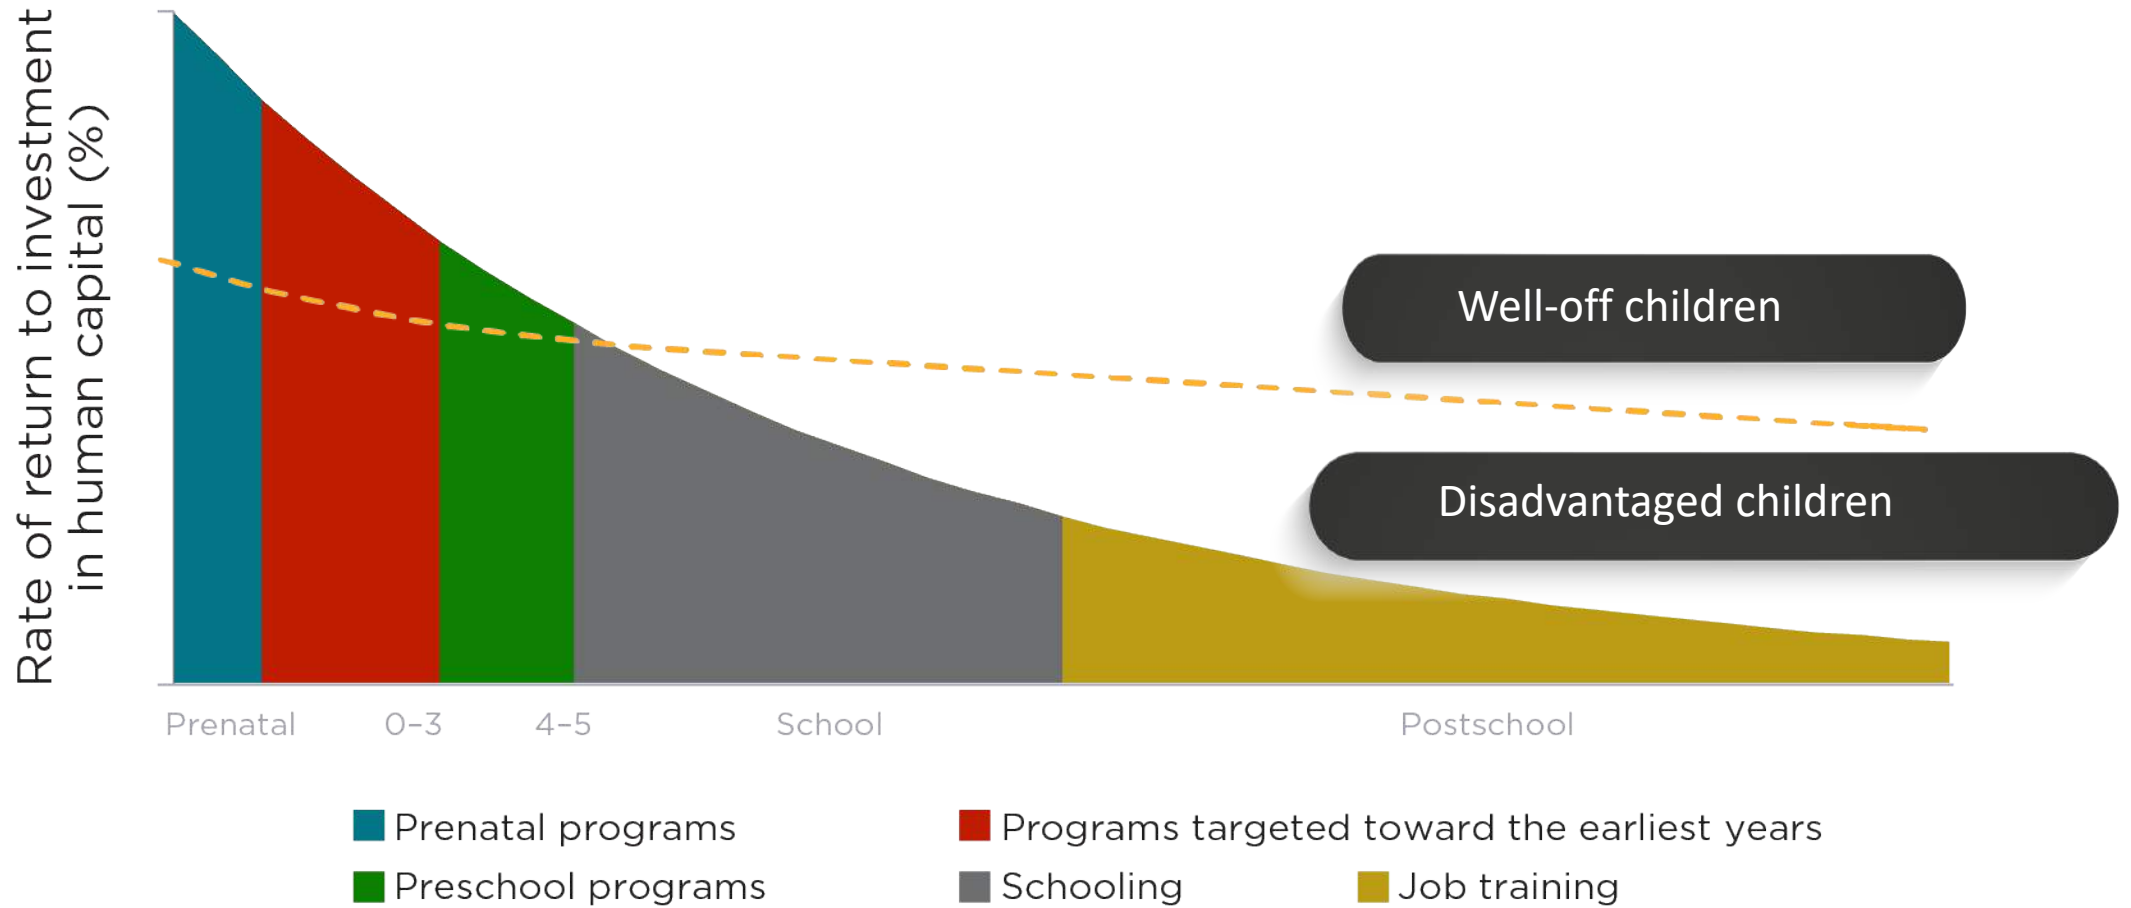 Rate of return to investment
in human capital (%)
Well-off children
Disadvantaged children
Prenatal 0–3 4–5 School Postschool
Prenatal programs Programs targeted toward the earliest years
Preschool programs Schooling Job training